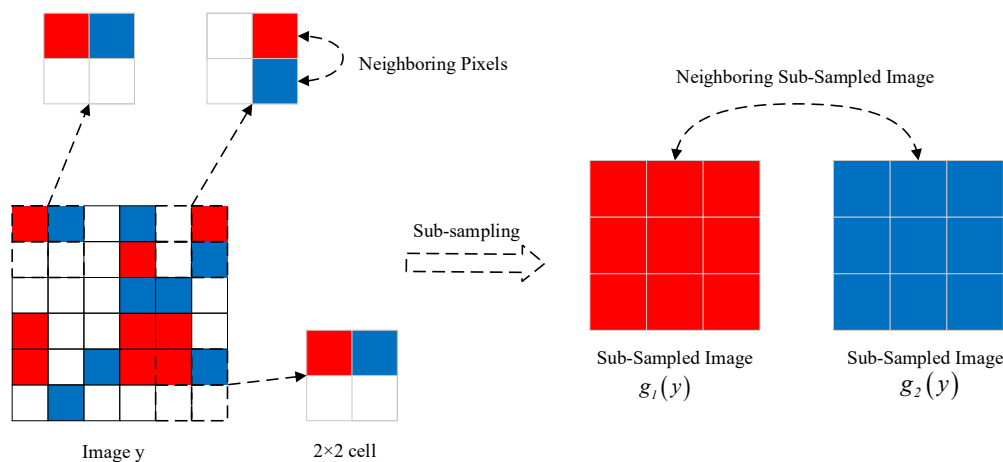 Neighboring Pixels
Neighboring Sub-Sampled Image
Sub-sampling
Sub-Sampled Image
g₁(y)
Sub-Sampled Image
g₂(y)
Image y
2×2 cell